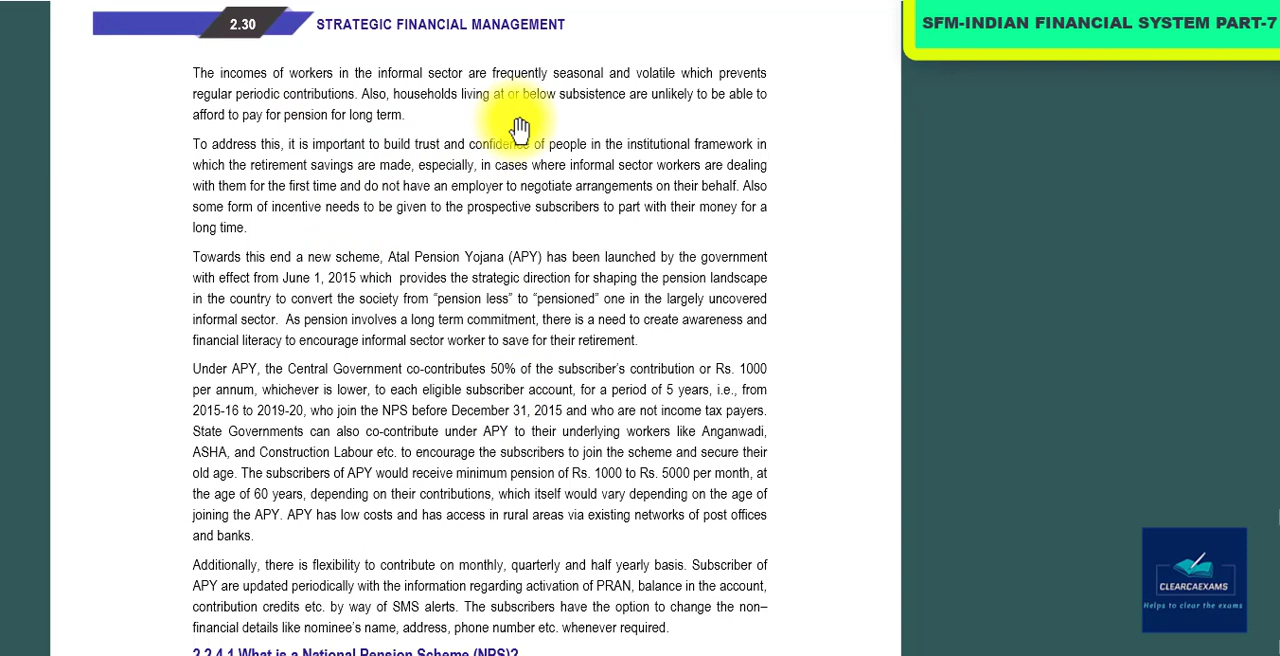 2.30 STRATEGIC FINANCIAL MANAGEMENT
SFM-INDIAN FINANCIAL SYSTEM PART-7
The incomes of workers in the informal sector are frequently seasonal and volatile which prevents
regular periodic contributions. Also, households living at or below subsistence are unlikely to be able to
afford to pay for pension for long term.
To address this, it is important to build trust and confidence of people in the institutional framework in
which the retirement savings are made, especially, in cases where informal sector workers are dealing
with them for the first time and do not have an employer to negotiate arrangements on their behalf. Also
some form of incentive needs to be given to the prospective subscribers to part with their money for a
long time.
Towards this end a new scheme, Atal Pension Yojana (APY) has been launched by the government
with effect from June 1, 2015 which provides the strategic direction for shaping the pension landscape
in the country to convert the society from “pension less” to “pensioned” one in the largely uncovered
informal sector. As pension involves a long term commitment, there is a need to create awareness and
financial literacy to encourage informal sector worker to save for their retirement.
Under APY, the Central Government co-contributes 50% of the subscriber’s contribution or Rs. 1000
per annum, whichever is lower, to each eligible subscriber account, for a period of 5 years, i.e., from
2015-16 to 2019-20, who join the NPS before December 31, 2015 and who are not income tax payers.
State Governments can also co-contribute under APY to their underlying workers like Anganwadi,
ASHA, and Construction Labour etc. to encourage the subscribers to join the scheme and secure their
old age. The subscribers of APY would receive minimum pension of Rs. 1000 to Rs. 5000 per month, at
the age of 60 years, depending on their contributions, which itself would vary depending on the age of
joining the APY. APY has low costs and has access in rural areas via existing networks of post offices
and banks.
Additionally, there is flexibility to contribute on monthly, quarterly and half yearly basis. Subscriber of
APY are updated periodically with the information regarding activation of PRAN, balance in the account,
contribution credits etc. by way of SMS alerts. The subscribers have the option to change the non–
financial details like nominee’s name, address, phone number etc. whenever required.
2.2.4.1 What is a National Pension Scheme (NPS)?
CLEARCAEXAMS
Helps to clear the exams